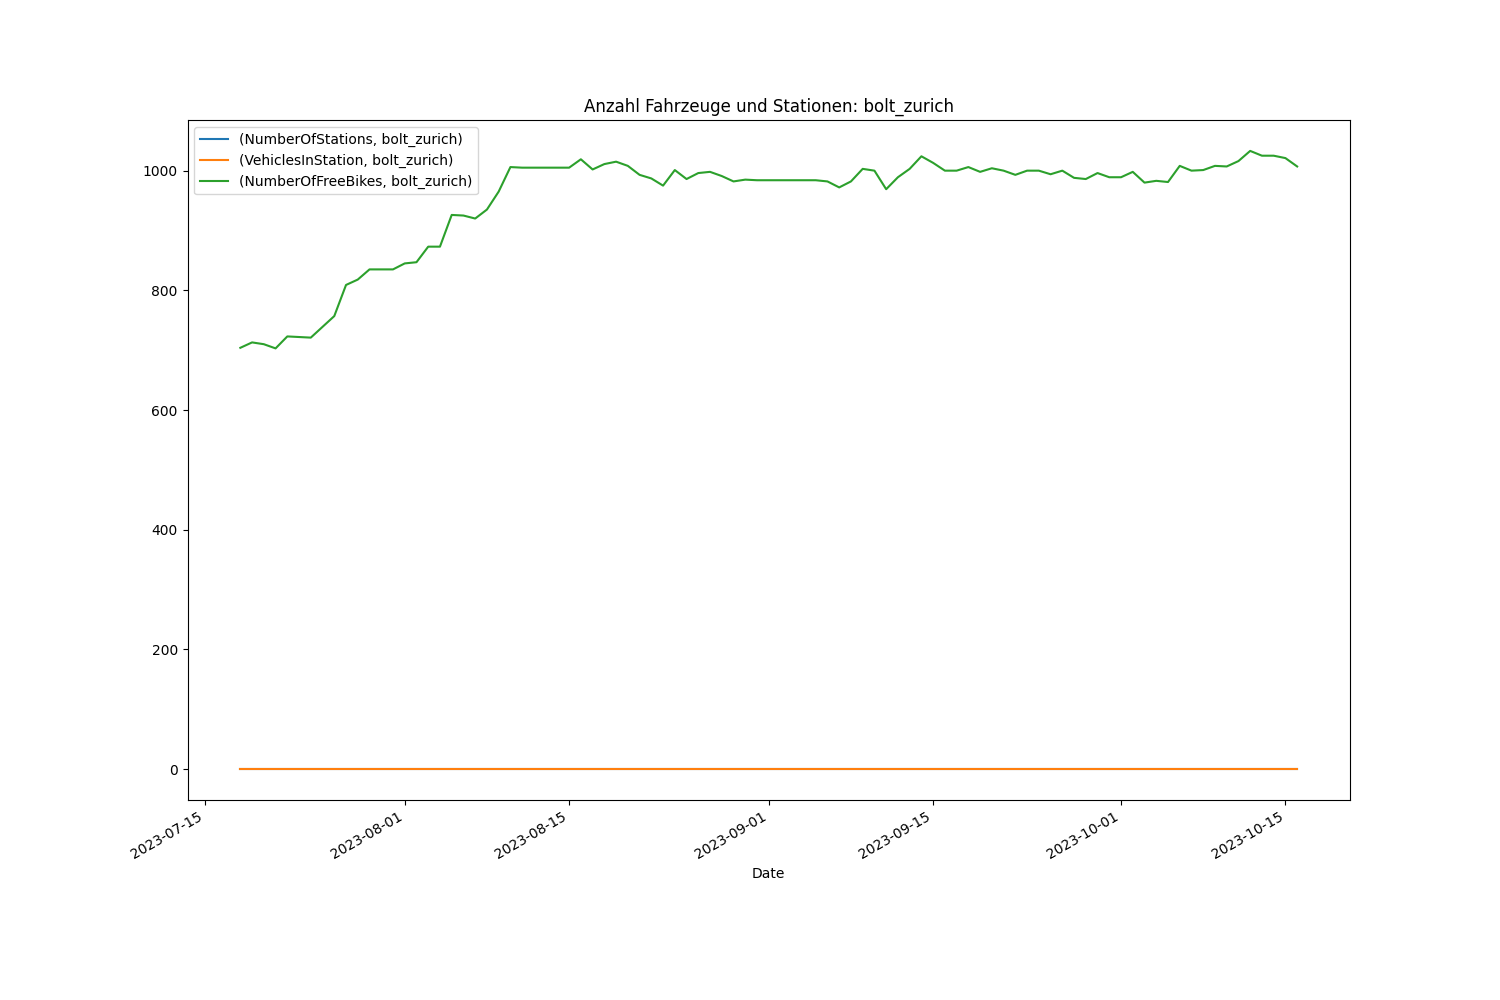 Anzahl Fahrzeuge und Stationen: bolt_zurich
(NumberOfStations, bolt_zurich)
(VehiclesInStation, bolt_zurich)
(NumberOfFreeBikes, bolt_zurich)
1000
800
600
400
200
0
2023-07-15
2023-08-01
2023-08-15
2023-09-01
2023-09-15
2023-10-01
2023-10-15
Date